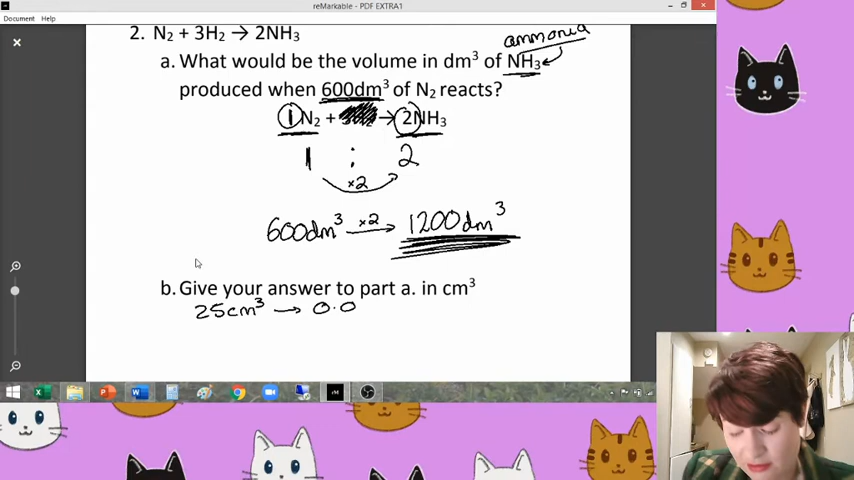 reMarkable - PDF EXTRA1
Document Help
2. N₂ + 3H₂ → 2NH₃
ammonia
a. What would be the volume in dm³ of NH₃
produced when 600dm³ of N₂ reacts?
1N₂ + → 2NH₃
1 : 2
×2
600dm³ ×2 → 1200dm³
b. Give your answer to part a. in cm³
25cm³ → 0.0